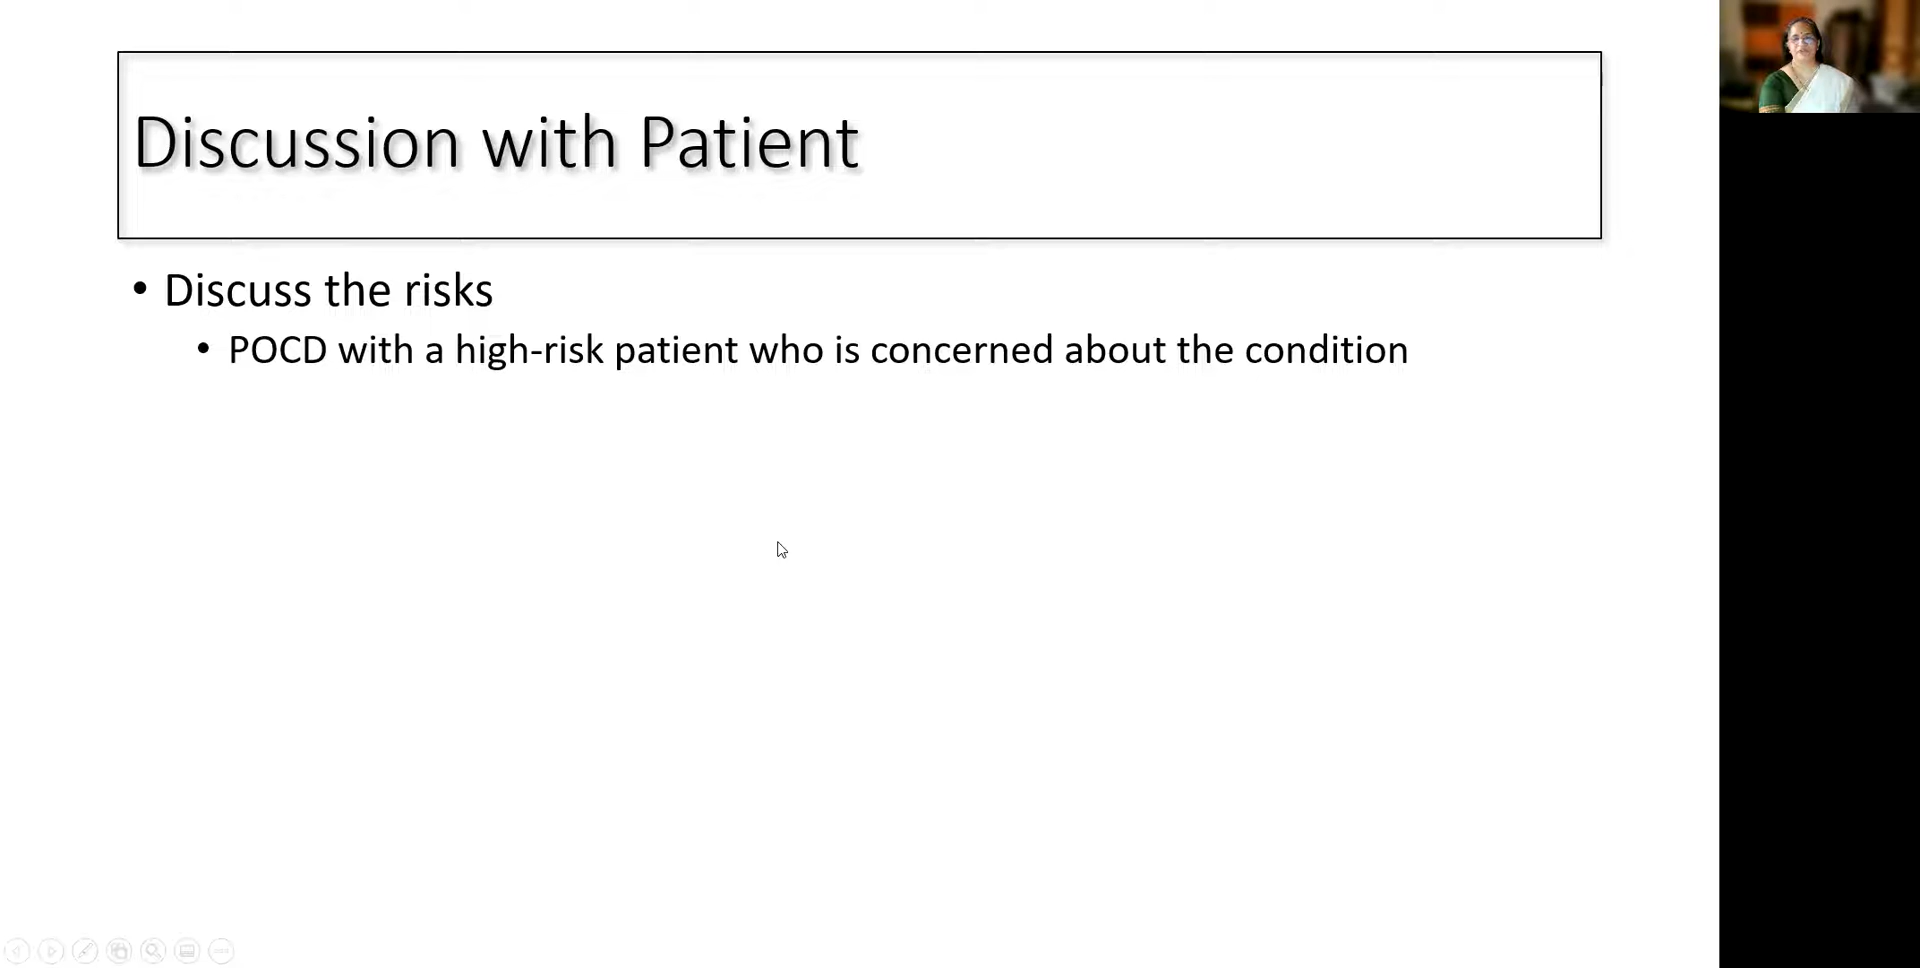 Discussion with Patient
• Discuss the risks
• POCD with a high-risk patient who is concerned about the condition